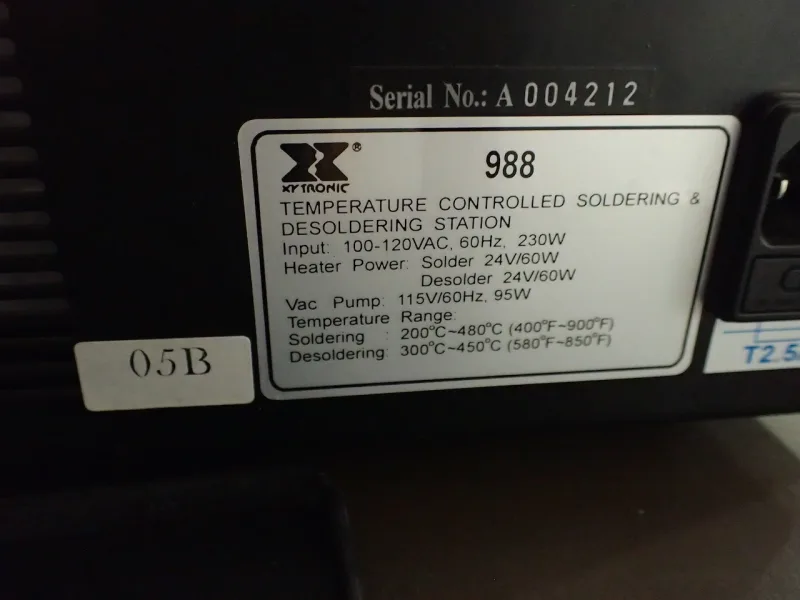 Serial No.: A 004212
XYTRONIC ® 988
TEMPERATURE CONTROLLED SOLDERING &
DESOLDERING STATION
Input: 100-120VAC, 60Hz, 230W
Heater Power: Solder 24V/60W
Desolder 24V/60W
Vac Pump: 115V/60Hz, 95W
Temperature Range:
Soldering : 200°C~480°C (400°F~900°F)
Desoldering: 300°C~450°C (580°F~850°F)
05B
T2.5